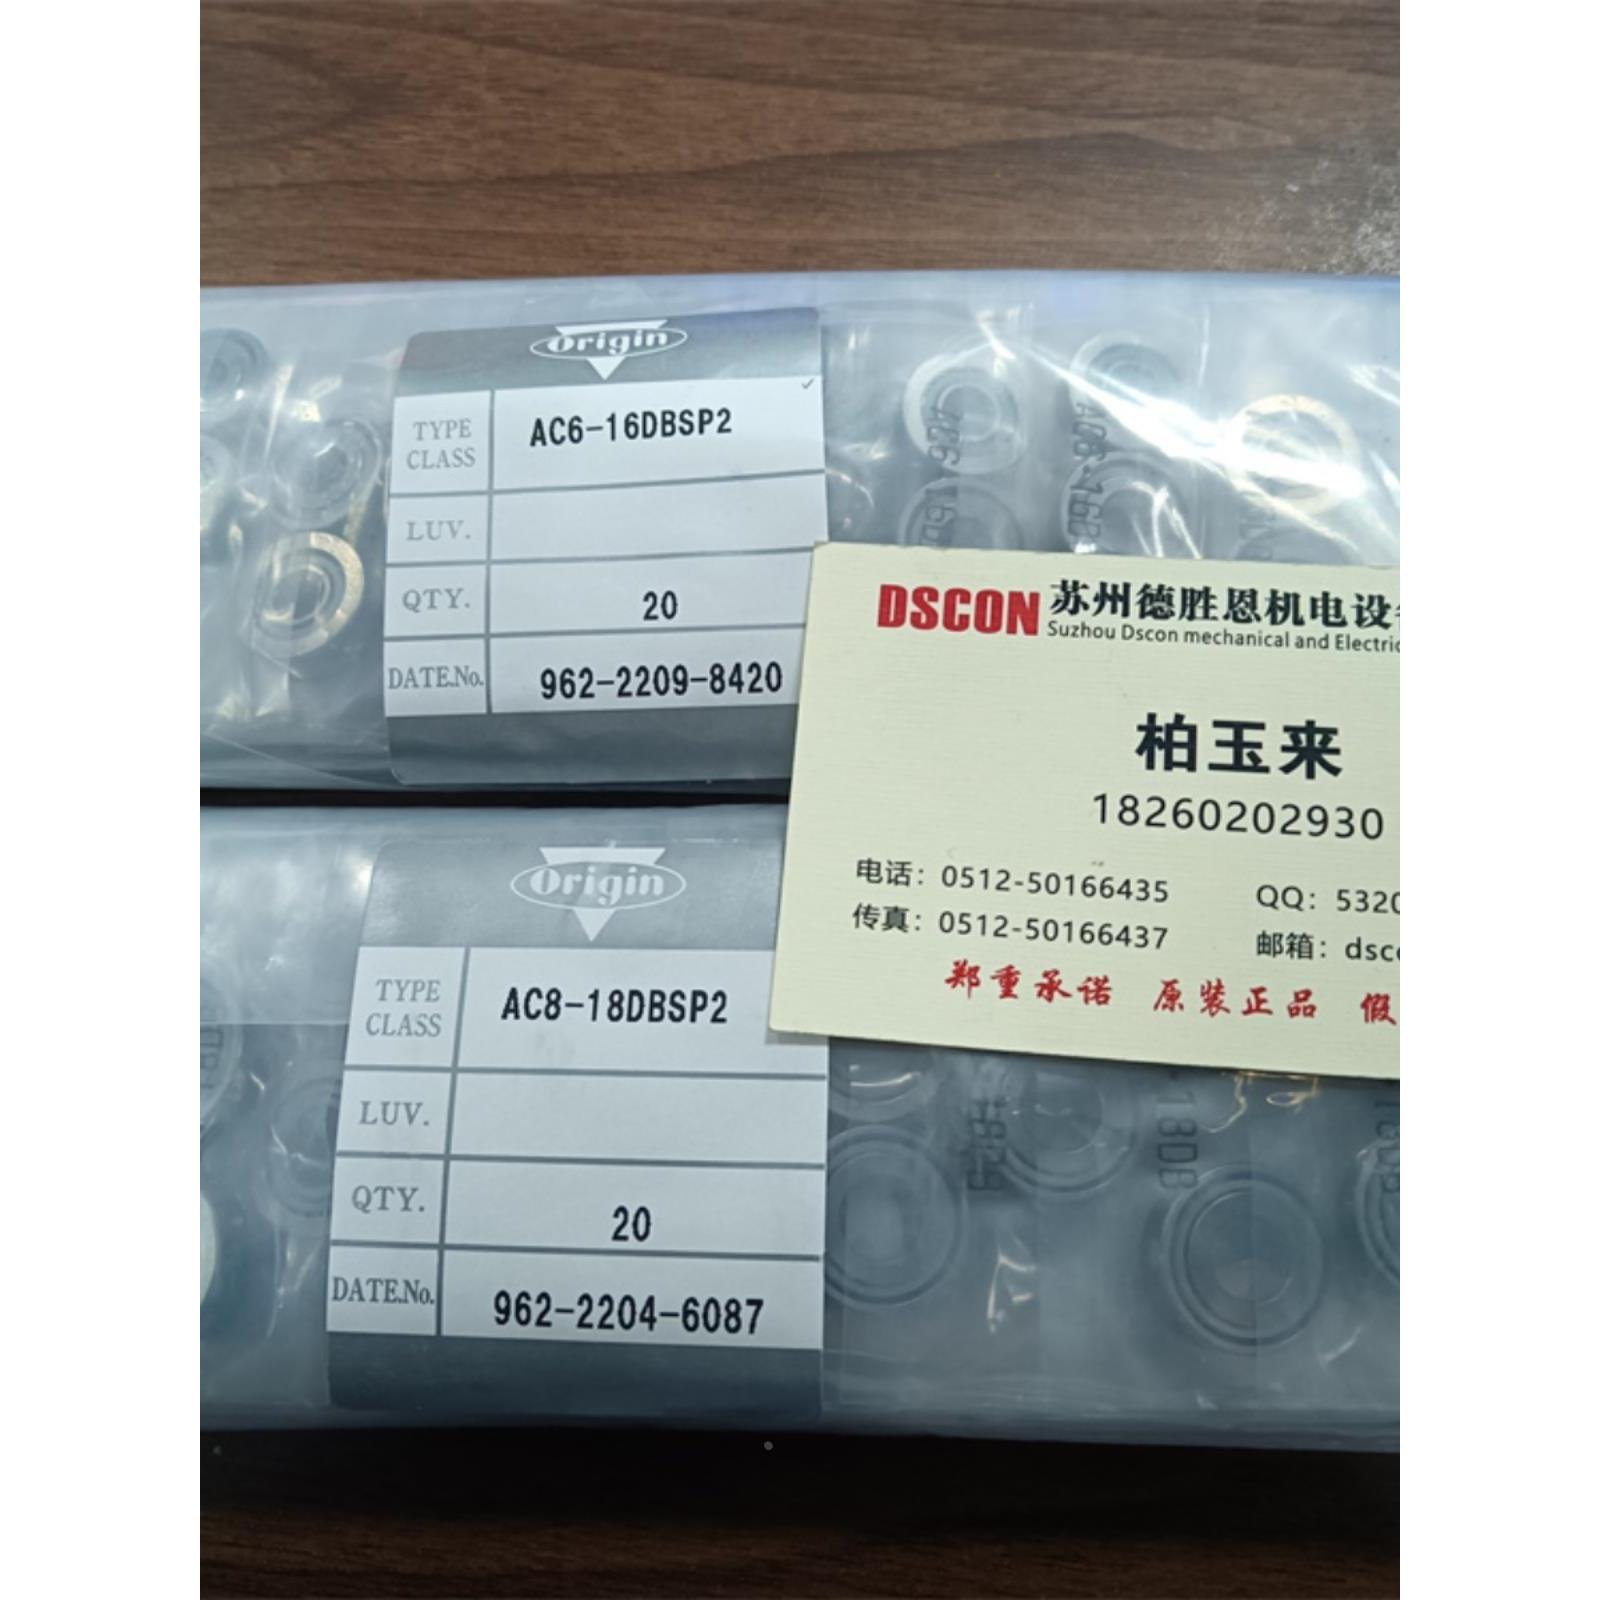 Origin
TYPE
CLASS
AC6-16DBSP2
LUV.
QTY.
20
DATE.No.
962-2209-8420
Origin
TYPE
CLASS
AC8-18DBSP2
LUV.
QTY.
20
DATE.No.
962-2204-6087
DSCON 苏州德胜恩机电设
Suzhou Dscon mechanical and Electric
柏玉来
18260202930
电话：0512-50166435
QQ：5320
传真：0512-50166437
邮箱：dsc
郑重承诺 原装正品 假